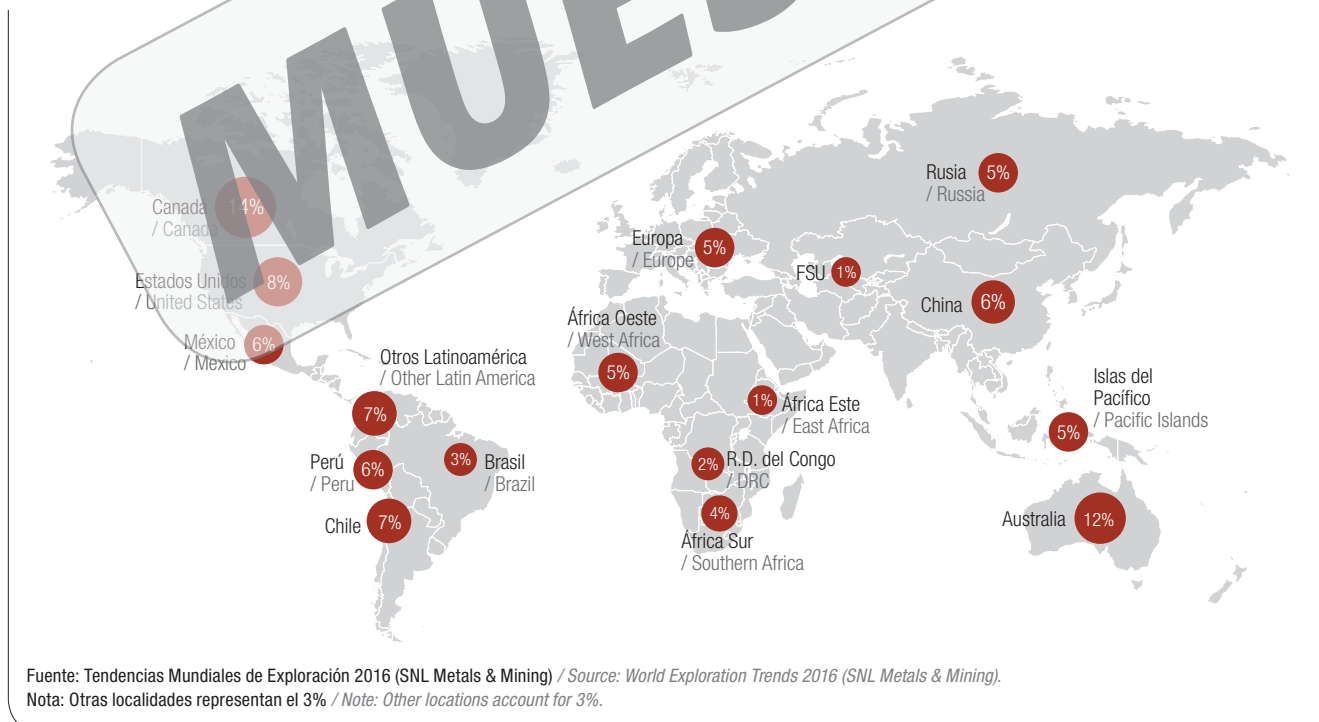 MUES
Rusia
/ Russia
5%
Canada
/ Canada
14%
Europa
/ Europe
5%
FSU
1%
Estados Unidos
/ United States
8%
China
6%
África Oeste
/ West Africa
5%
México
/ Mexico
6%
Otros Latinoamérica
/ Other Latin America
7%
Islas del
Pacífico
/ Pacific Islands
5%
1%
África Este
/ East Africa
Perú
/ Peru
6%
3%
Brasil
/ Brazil
2%
R.D. del Congo
/ DRC
Chile
7%
4%
África Sur
/ Southern Africa
Australia
12%
Fuente: Tendencias Mundiales de Exploración 2016 (SNL Metals & Mining) / Source: World Exploration Trends 2016 (SNL Metals & Mining).
Nota: Otras localidades representan el 3% / Note: Other locations account for 3%.